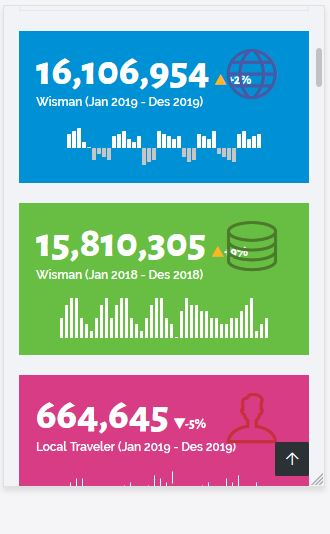 16,106,954 ▲+2%
Wisman (Jan 2019 - Des 2019)
15,810,305 ▲
Wisman (Jan 2018 - Des 2018)
664,645 ▼-5%
Local Traveler (Jan 2019 - Des 2019)